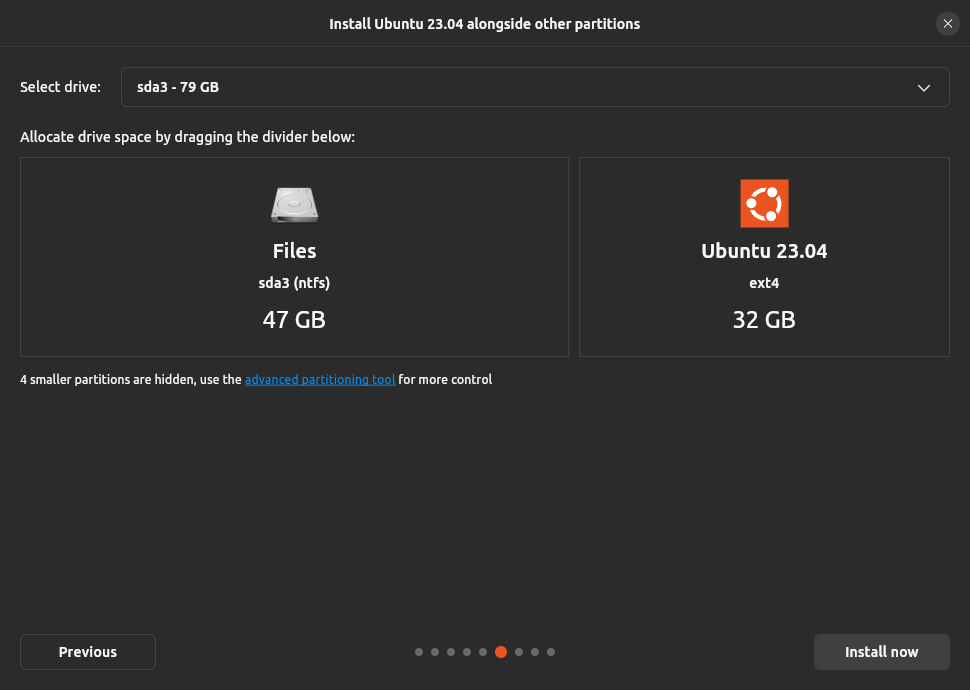 Install Ubuntu 23.04 alongside other partitions
Select drive:
sda3 - 79 GB
Allocate drive space by dragging the divider below:
Files
sda3 (ntfs)
47 GB
Ubuntu 23.04
ext4
32 GB
4 smaller partitions are hidden, use the advanced partitioning tool for more control
Previous
Install now